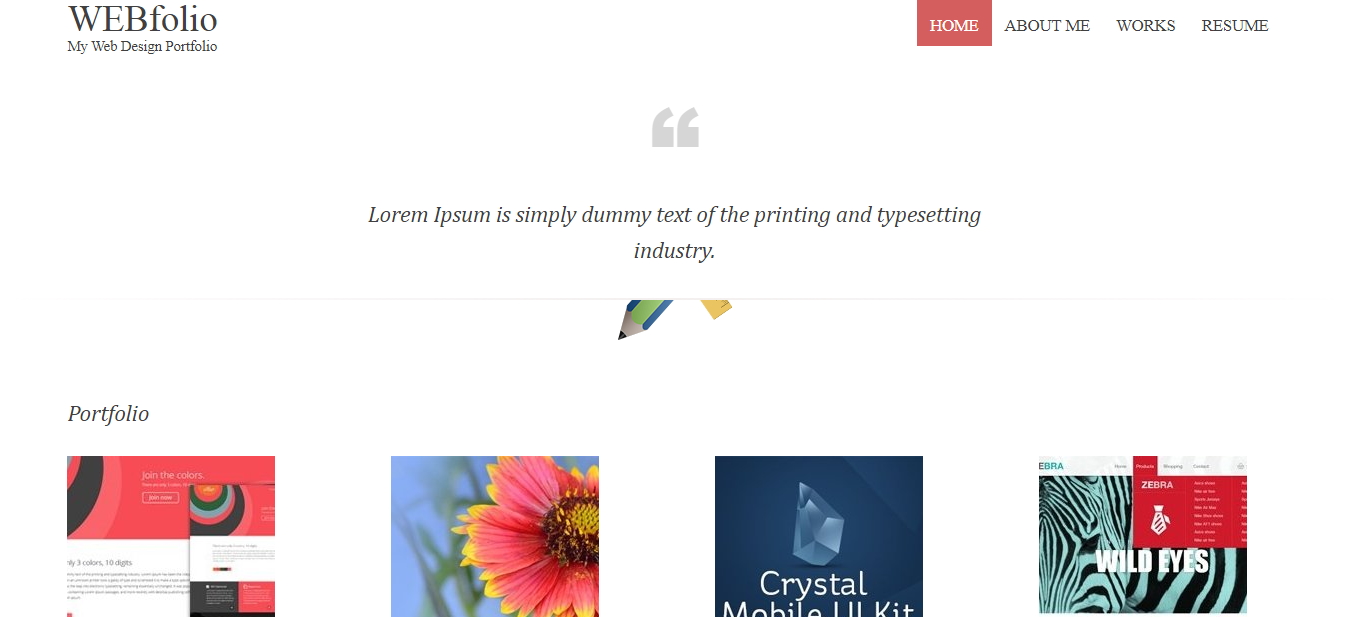 WEBfolio
My Web Design Portfolio
HOME ABOUT ME WORKS RESUME
“
Lorem Ipsum is simply dummy text of the printing and typesetting
industry.
Portfolio
Join the colors.
Join now
nly 3 colors, 10 digits
Crystal
Mobile UI Kit
EBRA
Home Products Shopping Contact
ZEBRA
WILD EYES